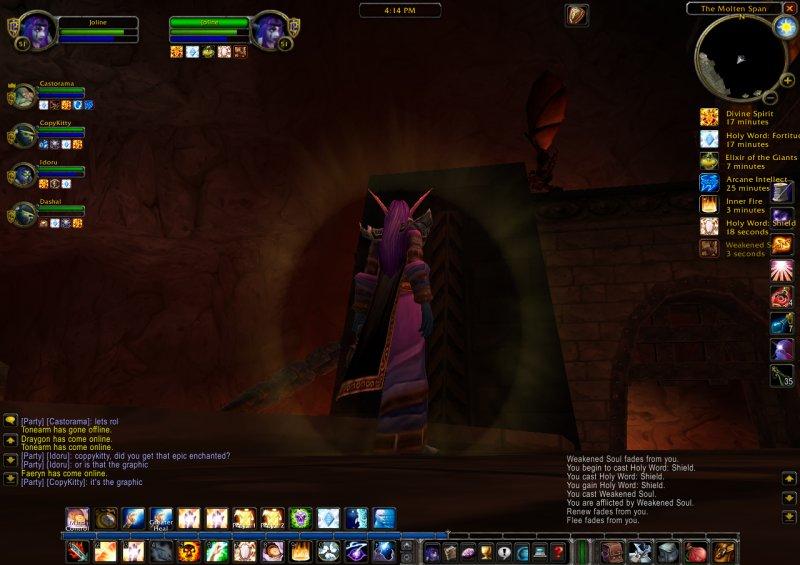 Joline
Joline
4:14 PM
The Molten Span
N
51
51
Castorama
CopyKitty
Idoru
Dashal
Divine Spirit
17 minutes
Holy Word: Fortitu
17 minutes
Elixir of the Giants
7 minutes
Arcane Intellect
25 minutes
Inner Fire
3 minutes
Holy Word: Shield
18 seconds
Weakened S
3 seconds
4
7
35
[Party] [Castorama]: lets rol
Tonearm has gone offline.
Draygon has come online.
Tonearm has come online.
[Party] [Idoru]: coppykitty, did you get that epic enchanted?
[Party] [Idoru]: or is that the graphic
Faeryn has come online.
[Party] [CopyKitty]: it's the graphic
Weakened Soul fades from you.
You begin to cast Holy Word: Shield.
You cast Holy Word: Shield.
You gain Holy Word: Shield.
You cast Weakened Soul.
You are afflicted by Weakened Soul.
Renew fades from you.
Flee fades from you.
Mind Control
Greater Heal